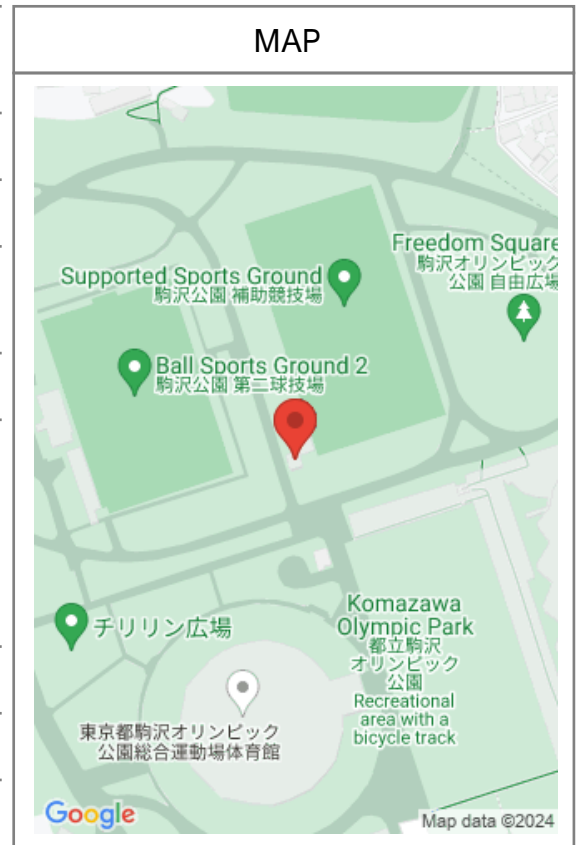 MAP
Freedom Square
駒沢オリンピック
公園 自由広場
Supported Sports Ground
駒沢公園 補助競技場
Ball Sports Ground 2
駒沢公園 第二球技場
チリリン広場
Komazawa
Olympic Park
都立駒沢
オリンピック
公園
Recreational
area with a
bicycle track
東京都駒沢オリンピック
公園総合運動場体育館
Google
Map data ©2024